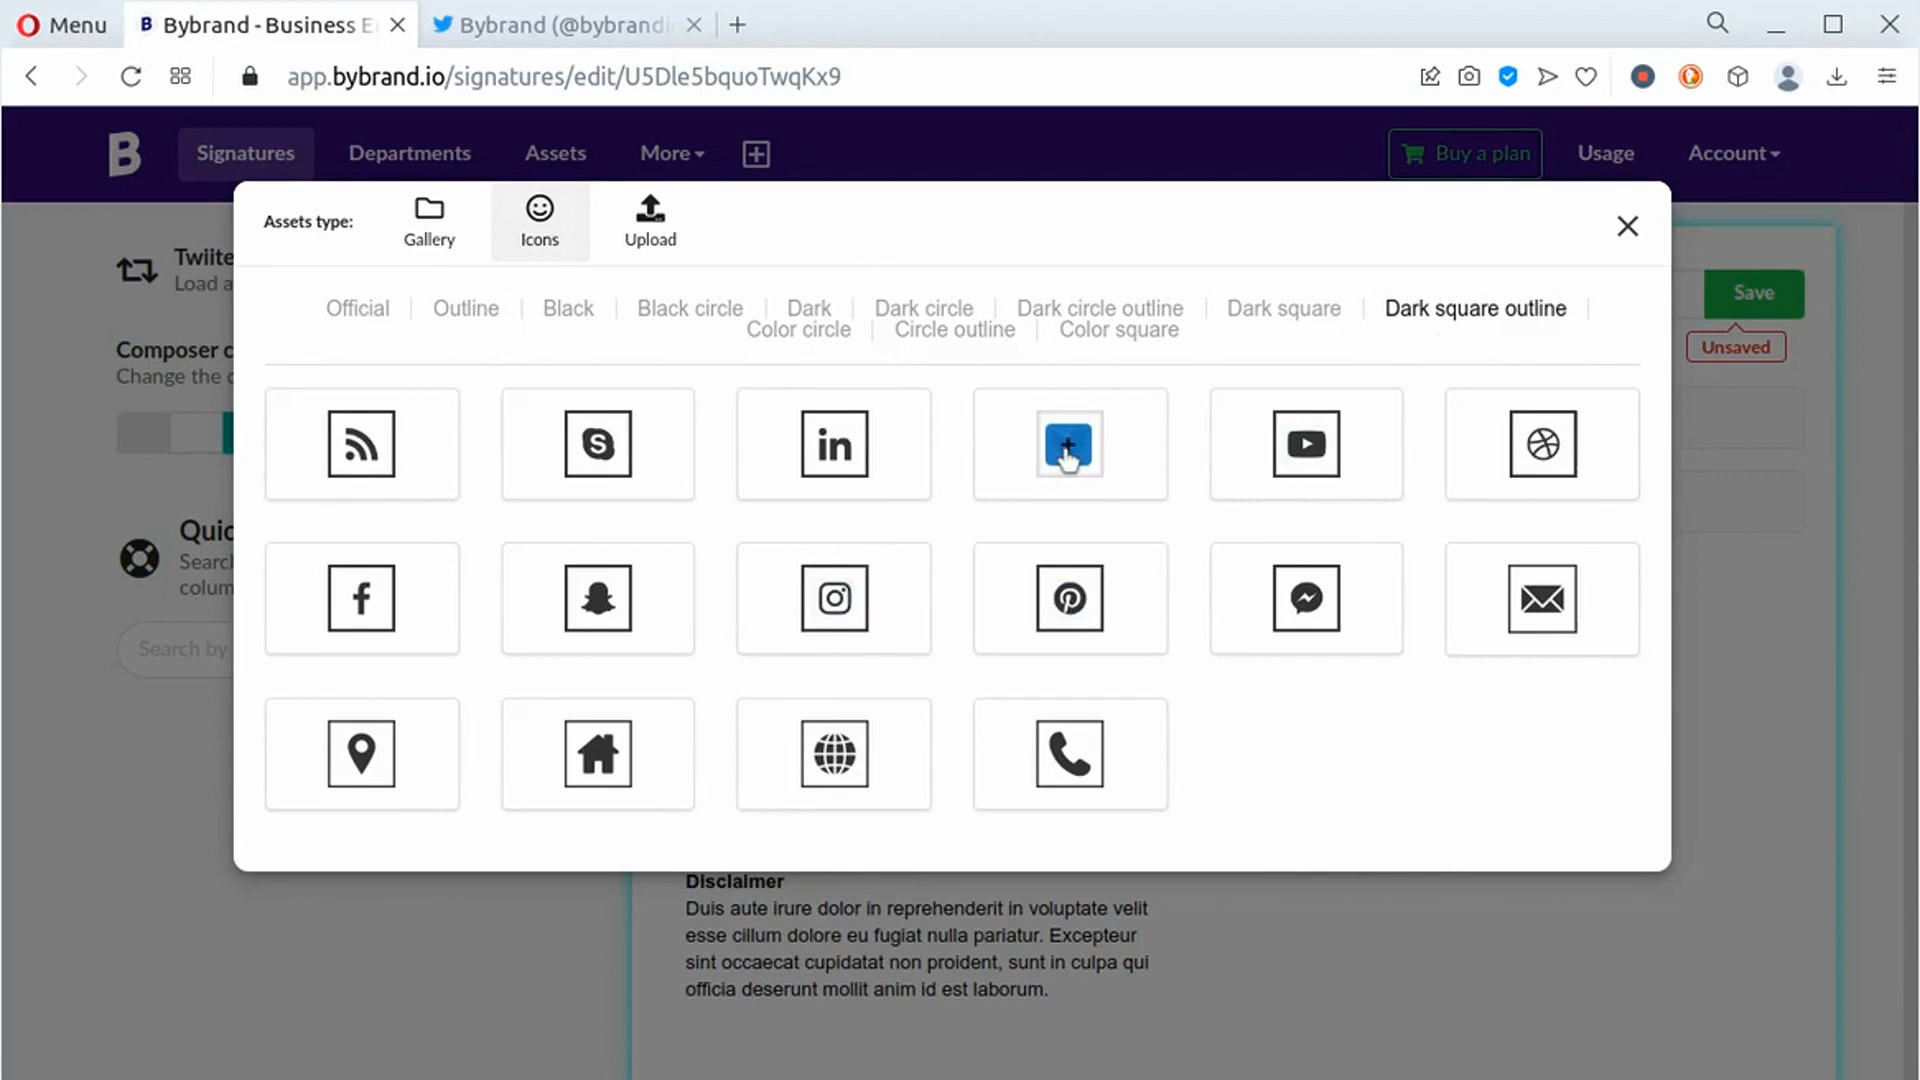 Menu
Bybrand - Business E
Bybrand (@bybrandi
app.bybrand.io/signatures/edit/U5Dle5bquoTwqKx9
B
Signatures
Departments
Assets
More
Buy a plan
Usage
Account
Assets type:
Gallery
Icons
Upload
Twiite
Load a
Save
Unsaved
Official
Outline
Black
Black circle
Dark
Dark circle
Dark circle outline
Dark square
Dark square outline
Color circle
Circle outline
Color square
Composer c
Change the c
Quic
Search
colum
Search by
Disclaimer
Duis aute irure dolor in reprehenderit in voluptate velit
esse cillum dolore eu fugiat nulla pariatur. Excepteur
sint occaecat cupidatat non proident, sunt in culpa qui
officia deserunt mollit anim id est laborum.